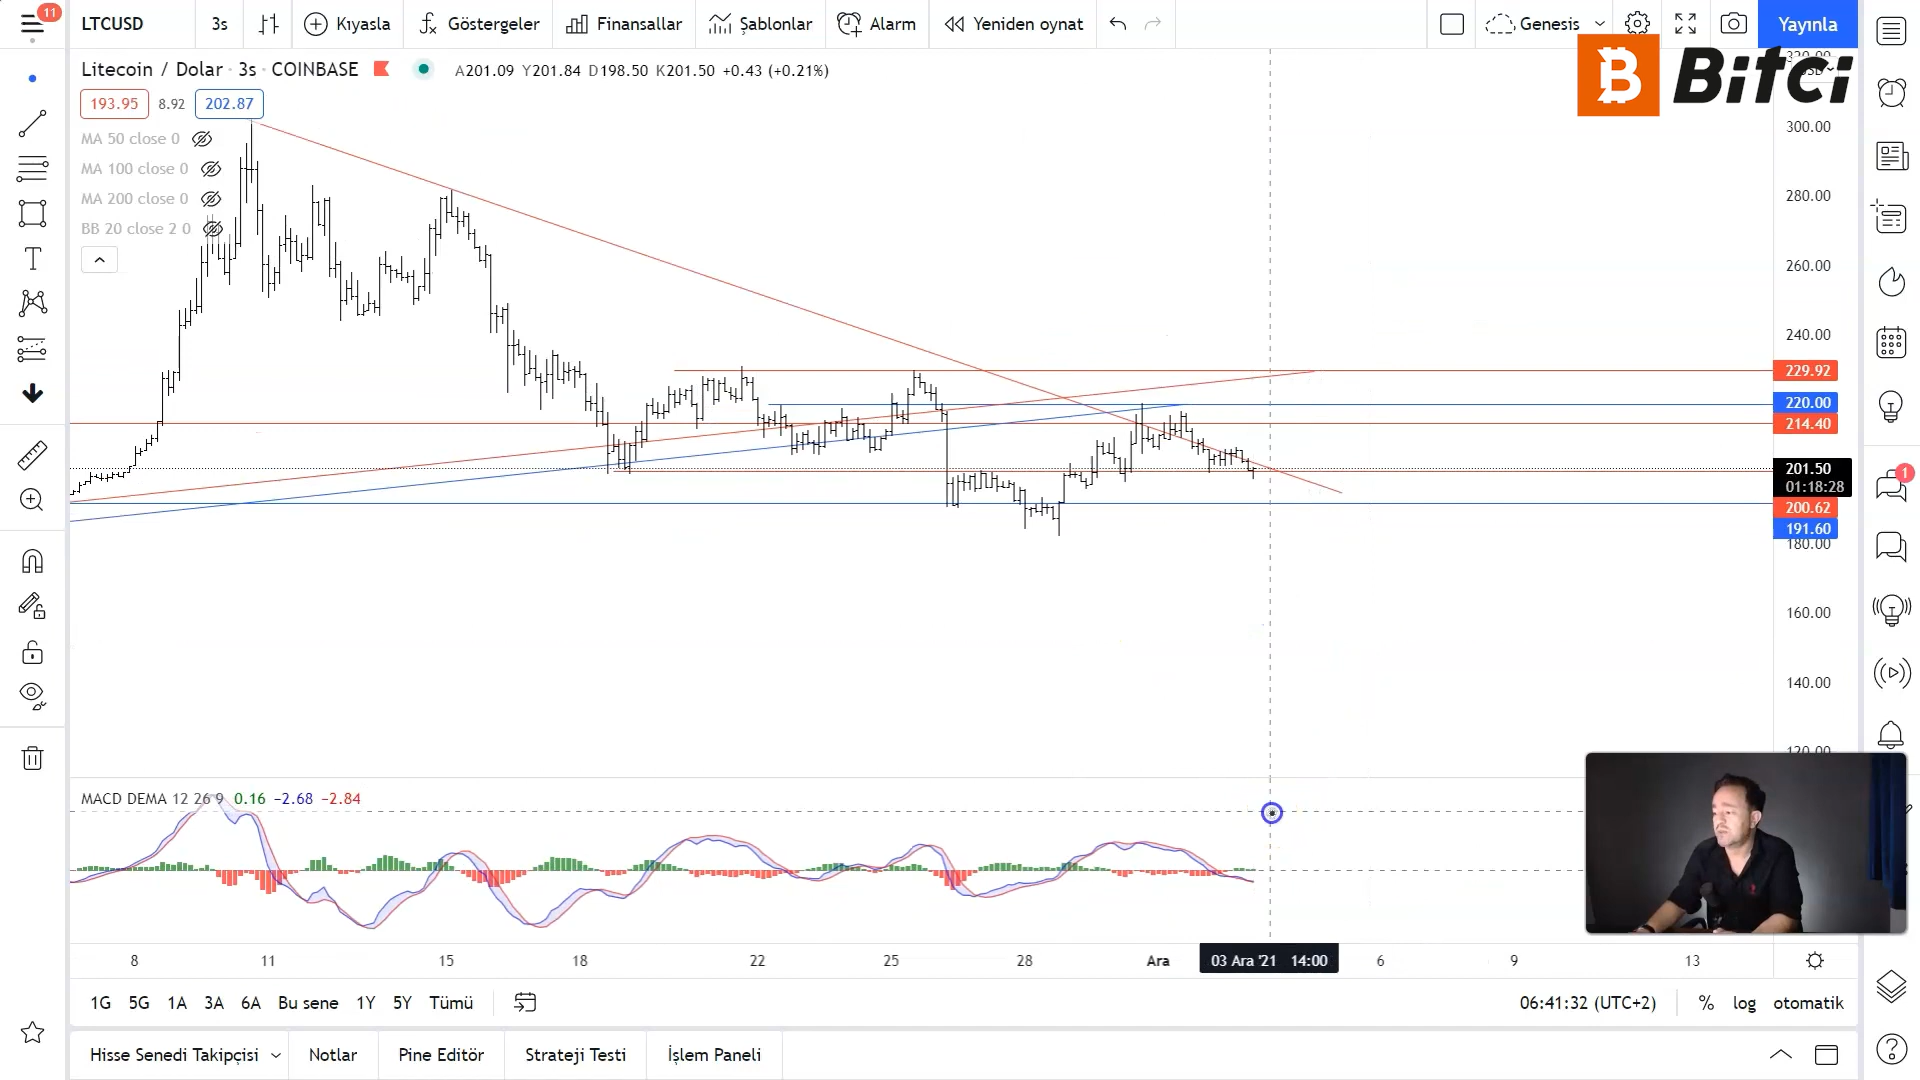 11
LTCUSD
3s
Kıyasla
Göstergeler
Finansallar
Şablonlar
Alarm
Yeniden oynat
Genesis
Yayınla
Litecoin / Dolar · 3s · COINBASE
A201.09 Y201.84 D198.50 K201.50 +0.43 (+0.21%)
Bitci
193.95
8.92
202.87
MA 50 close 0
MA 100 close 0
MA 200 close 0
BB 20 close 2 0
300.00
280.00
260.00
240.00
229.92
220.00
214.40
201.50
01:18:28
200.62
191.60
180.00
160.00
140.00
120.00
1
MACD DEMA 12 26 9 0.16 −2.68 −2.84
8
11
15
18
22
25
28
Ara
03 Ara '21 14:00
6
9
13
1G
5G
1A
3A
6A
Bu sene
1Y
5Y
Tümü
06:41:32 (UTC+2)
%
log
otomatik
Hisse Senedi Takipçisi
Notlar
Pine Editör
Strateji Testi
İşlem Paneli